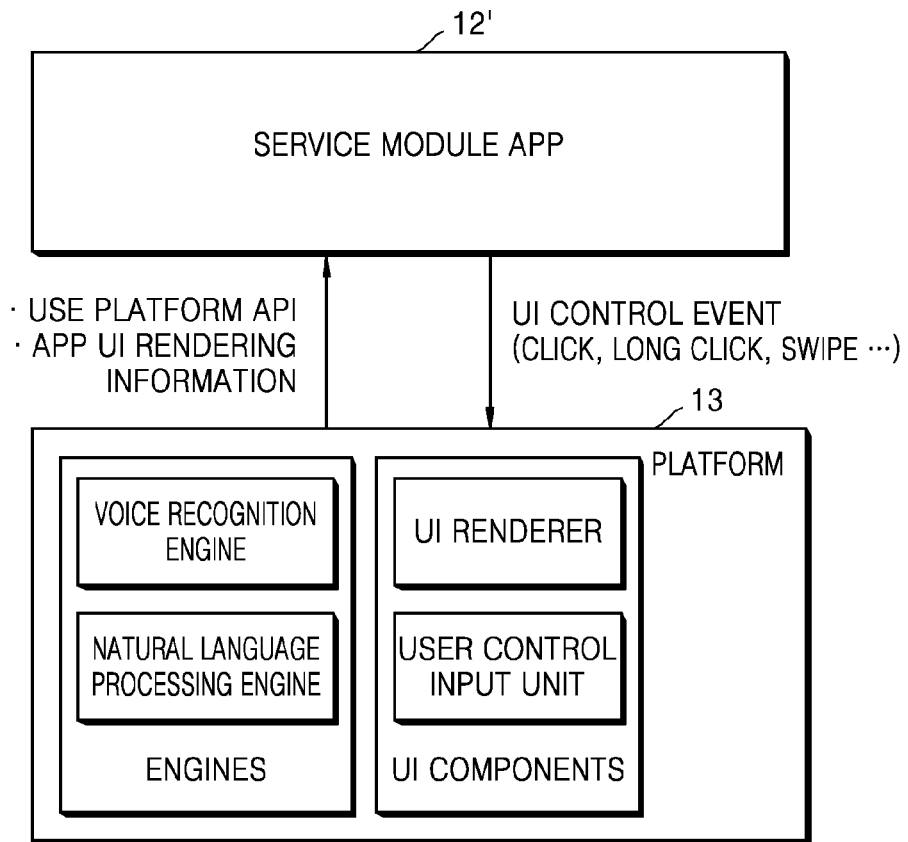 12'
SERVICE MODULE APP
· USE PLATFORM API
· APP UI RENDERING
INFORMATION
UI CONTROL EVENT
(CLICK, LONG CLICK, SWIPE ···)
13
PLATFORM
VOICE RECOGNITION
ENGINE
NATURAL LANGUAGE
PROCESSING ENGINE
ENGINES
UI RENDERER
USER CONTROL
INPUT UNIT
UI COMPONENTS